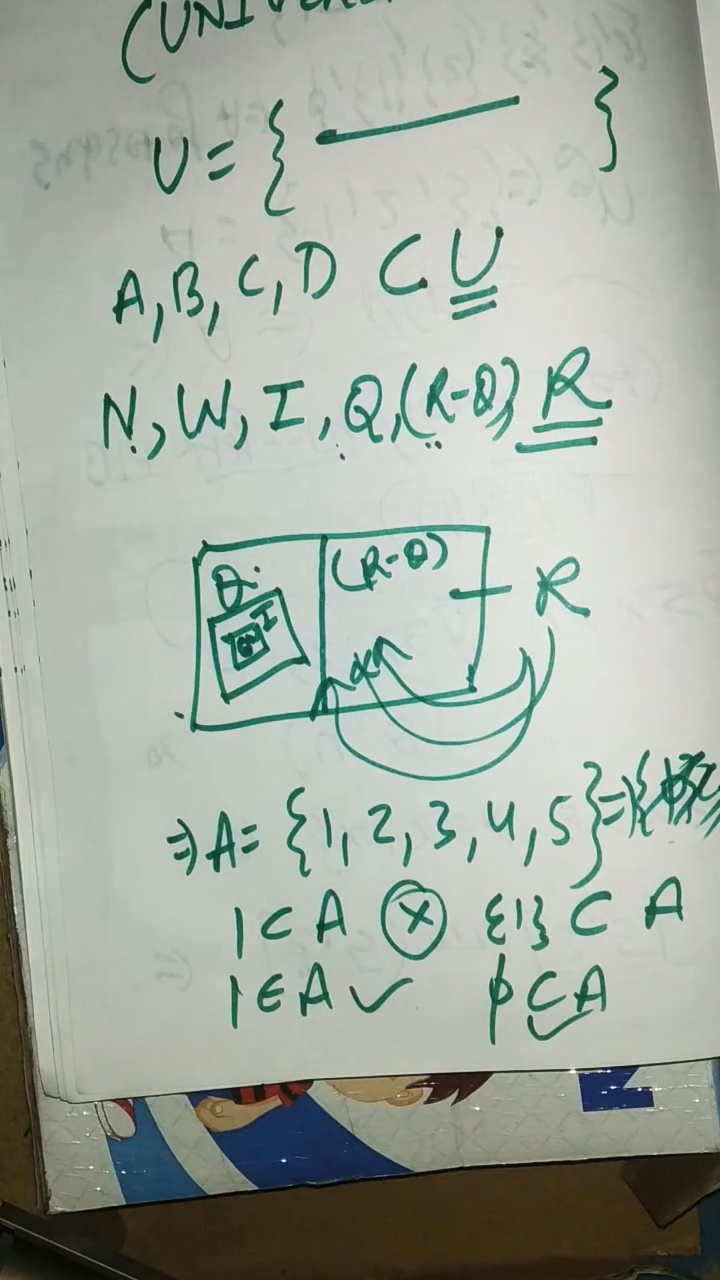 U = { — }
A, B, C, D ⊂ U
N, W, I, Q, (R-Q), R
Q (R-Q) R
I
⇒ A = {1, 2, 3, 4, 5} ⇒ {
1 ⊂ A ⊗ {1} ⊂ A
1 ∈ A ✓ ϕ ⊂ A